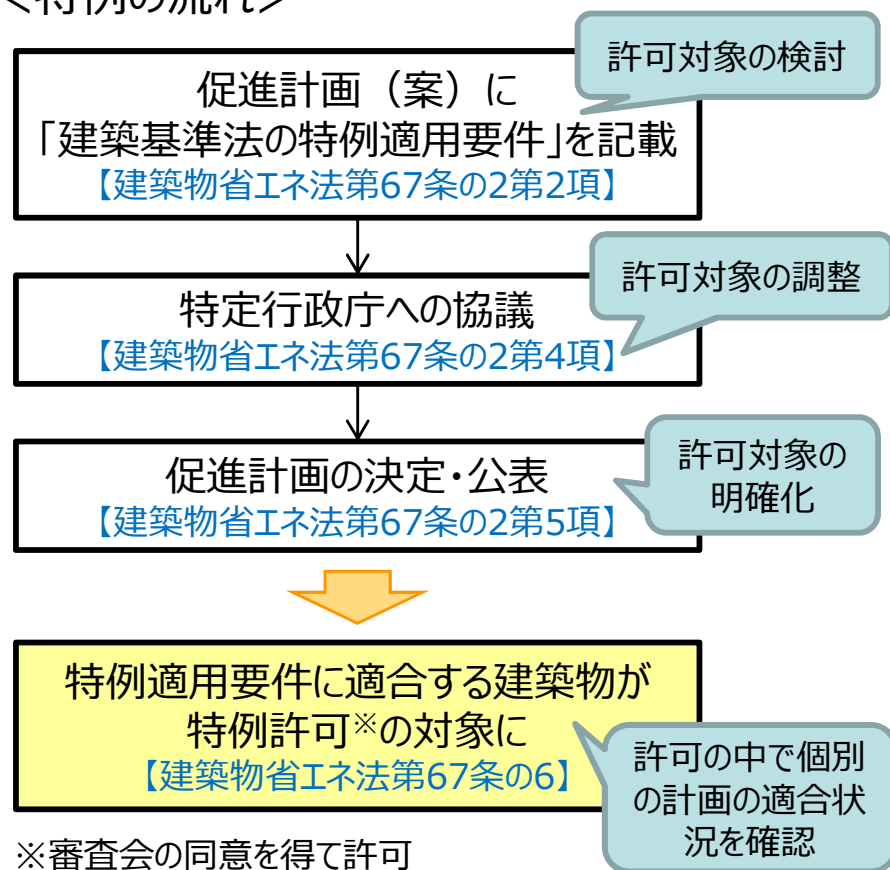 ＜特例の流れ＞
許可対象の検討
促進計画（案）に
「建築基準法の特例適用要件」を記載
【建築物省エネ法第67条の2第2項】
許可対象の調整
特定行政庁への協議
【建築物省エネ法第67条の2第4項】
許可対象の
明確化
促進計画の決定・公表
【建築物省エネ法第67条の2第5項】
特例適用要件に適合する建築物が
特例許可※の対象に
【建築物省エネ法第67条の6】
許可の中で個別
の計画の適合状
況を確認
※審査会の同意を得て許可